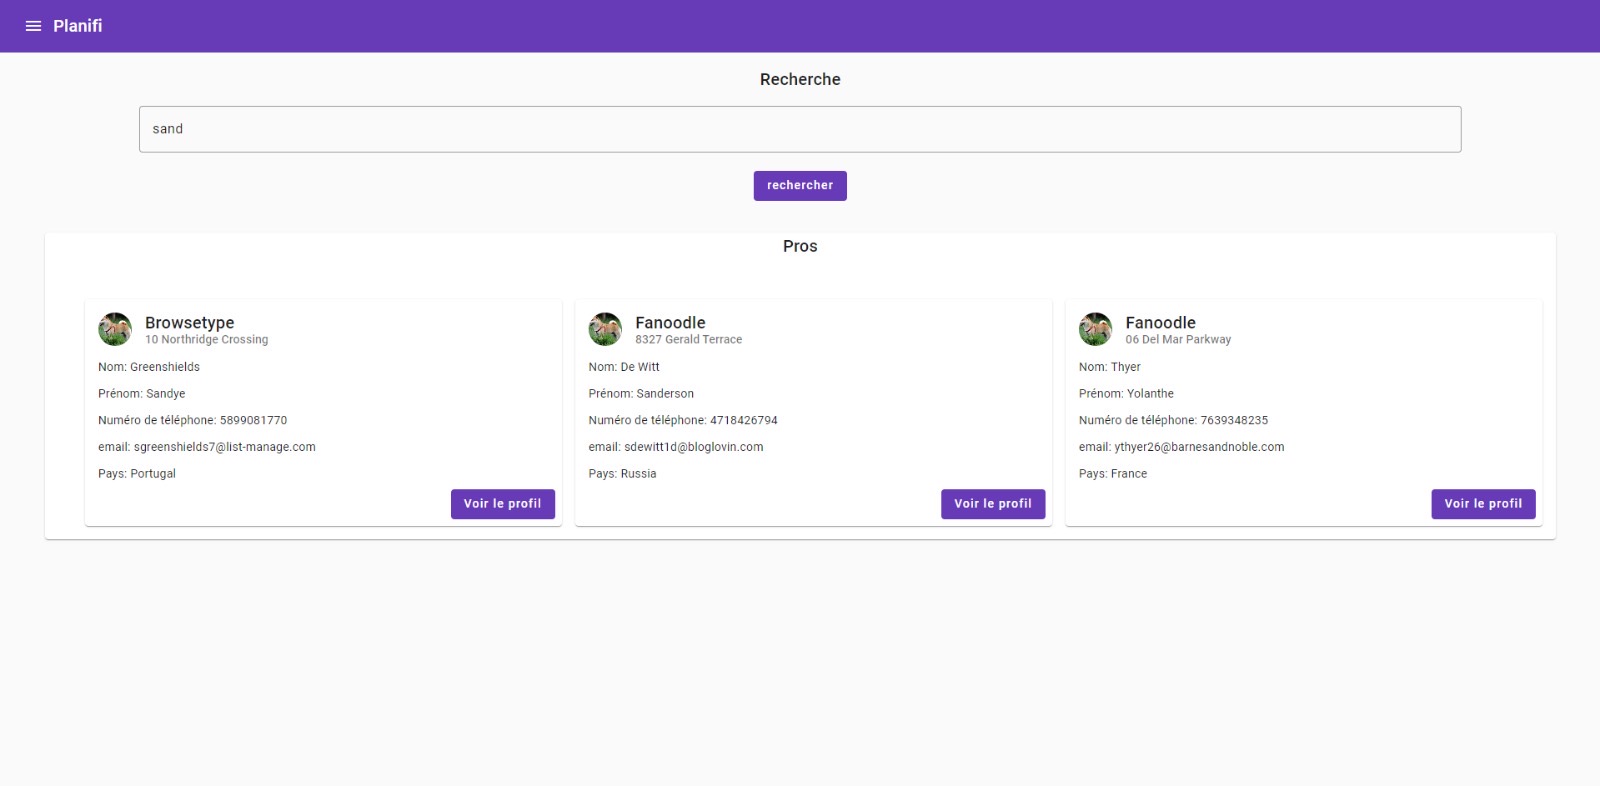 Planifi
Recherche
sand
rechercher
Pros
Browsetype
10 Northridge Crossing
Nom: Greenshields
Prénom: Sandye
Numéro de téléphone: 5899081770
email: sgreenshields7@list-manage.com
Pays: Portugal
Voir le profil
Fanoodle
8327 Gerald Terrace
Nom: De Witt
Prénom: Sanderson
Numéro de téléphone: 4718426794
email: sdewitt1d@bloglovin.com
Pays: Russia
Voir le profil
Fanoodle
06 Del Mar Parkway
Nom: Thyer
Prénom: Yolanthe
Numéro de téléphone: 7639348235
email: ythyer26@barnesandnoble.com
Pays: France
Voir le profil